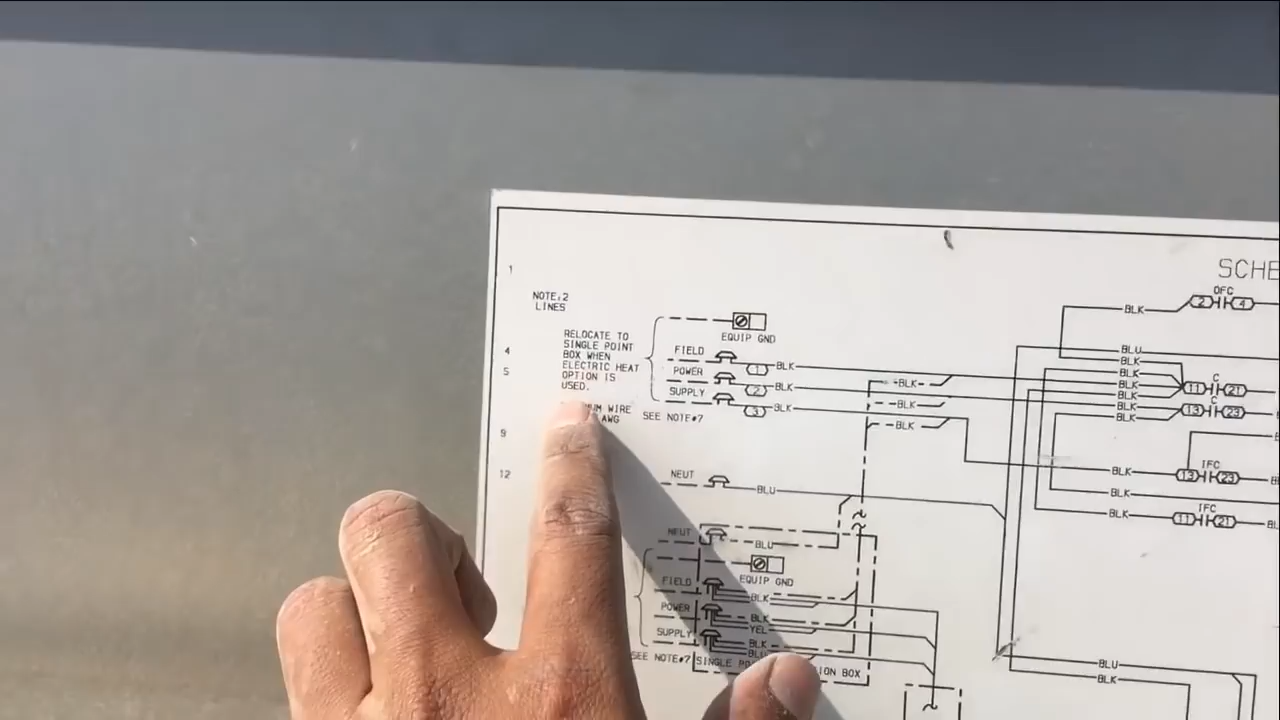 SCHE
1
NOTE:2
LINES
RELOCATE TO
SINGLE POINT
BOX WHEN
ELECTRIC HEAT
OPTION IS
USED.
WIRE
AWG
SEE NOTE#7
4
5
9
12
EQUIP GND
FIELD
POWER
SUPPLY
1 BLK
2 BLK
3 BLK
BLK
BLK
BLK
NEUT
BLU
NEUT
BLU
EQUIP GND
FIELD
POWER
SUPPLY
BLK
BLK
YEL
BLK
BLU
SEE NOTE#7
SINGLE
ION BOX
OFC
BLK 2 4
BLU
BLK
BLK
BLK
BLK
BLK
BLK
C
11 21
C
13 23
IFC
BLK 13 23
BLK
IFC
BLK 11 21
BLU
BLK